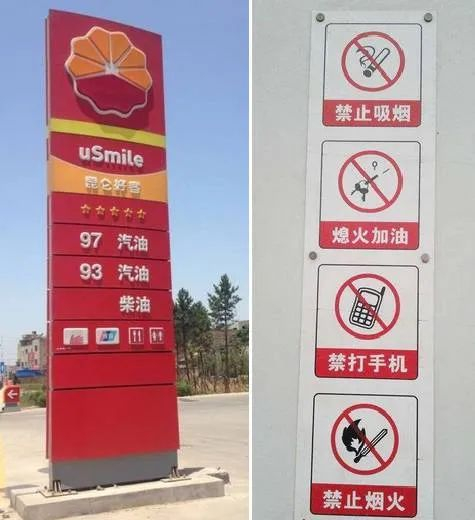 uSmile
昆仑好客
97 汽油
93 汽油
柴油
禁止吸烟
熄火加油
禁打手机
禁止烟火